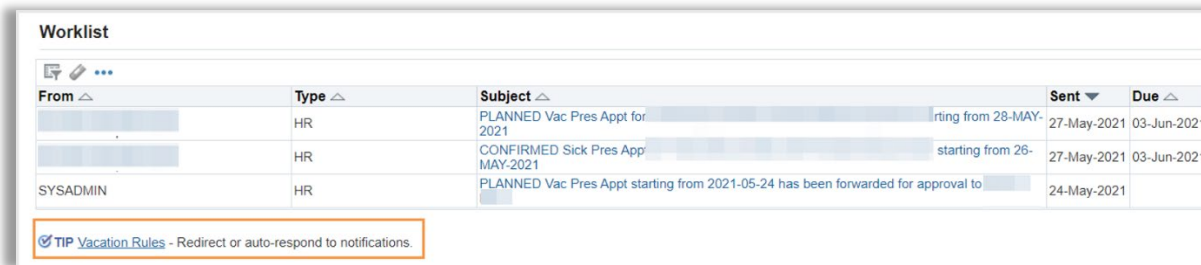 Worklist
From Type Subject Sent Due
HR PLANNED Vac Pres Appt for rting from 28-MAY-
2021 27-May-2021 03-Jun-2021
HR CONFIRMED Sick Pres Appt starting from 26-
MAY-2021 27-May-2021 03-Jun-2021
SYSADMIN HR PLANNED Vac Pres Appt starting from 2021-05-24 has been forwarded for approval to 24-May-2021
TIP Vacation Rules - Redirect or auto-respond to notifications.